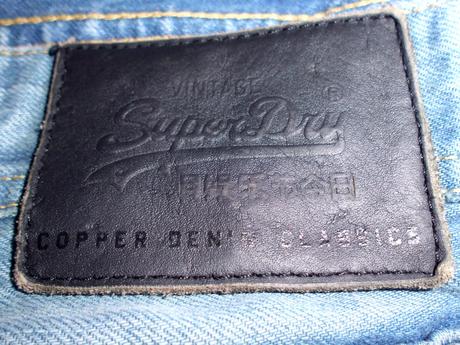 VINTAGE
SuperDry ®
COPPER DENIM CLASSICS